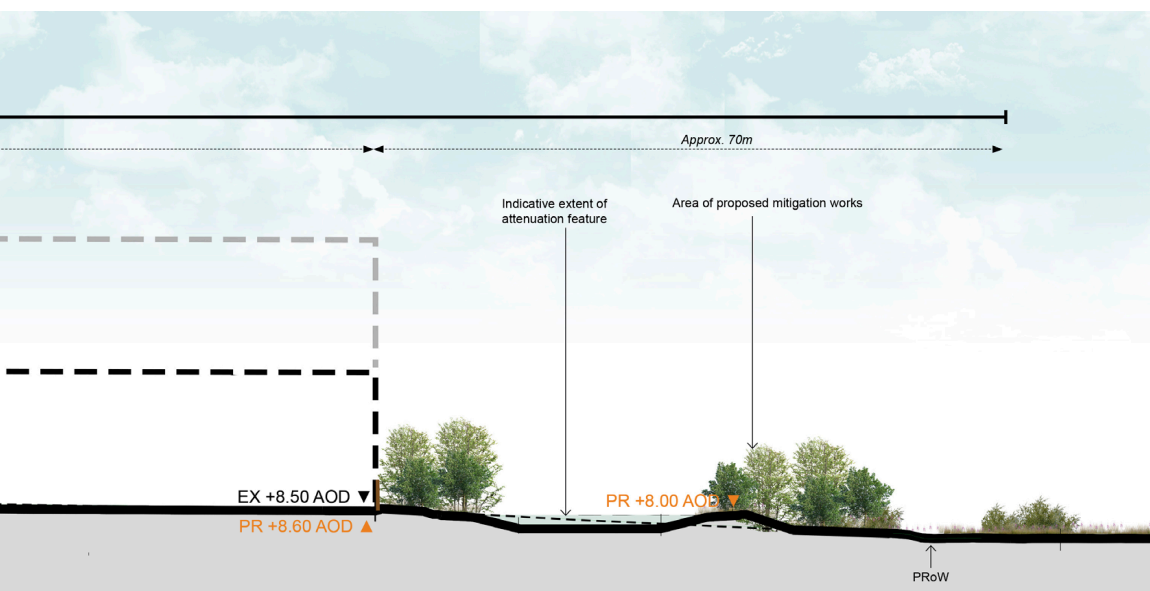 Approx. 70m
Indicative extent of
attenuation feature
Area of proposed mitigation works
EX +8.50 AOD
PR +8.00 AOD
PR +8.60 AOD
PRoW